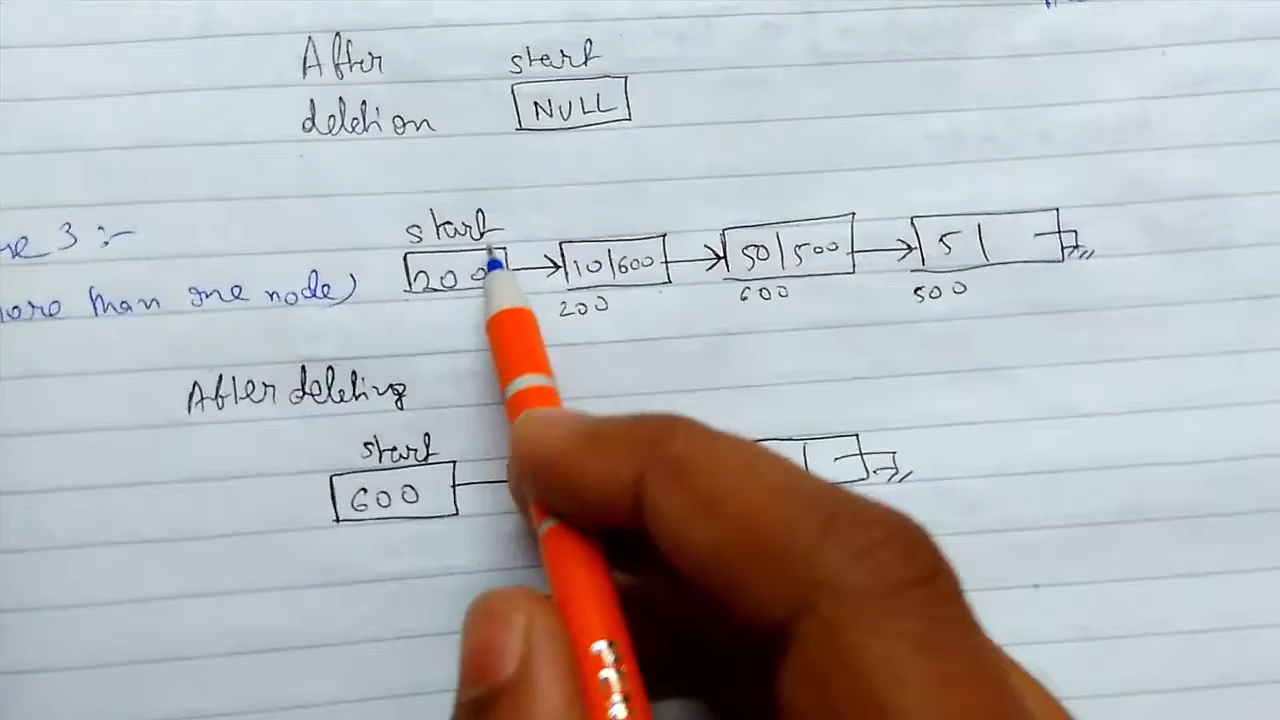 After start
deletion NULL
3 :- start
200 10 | 600 50 | 500 5 |
more than one node) 200 600 500
After deleting
start
600